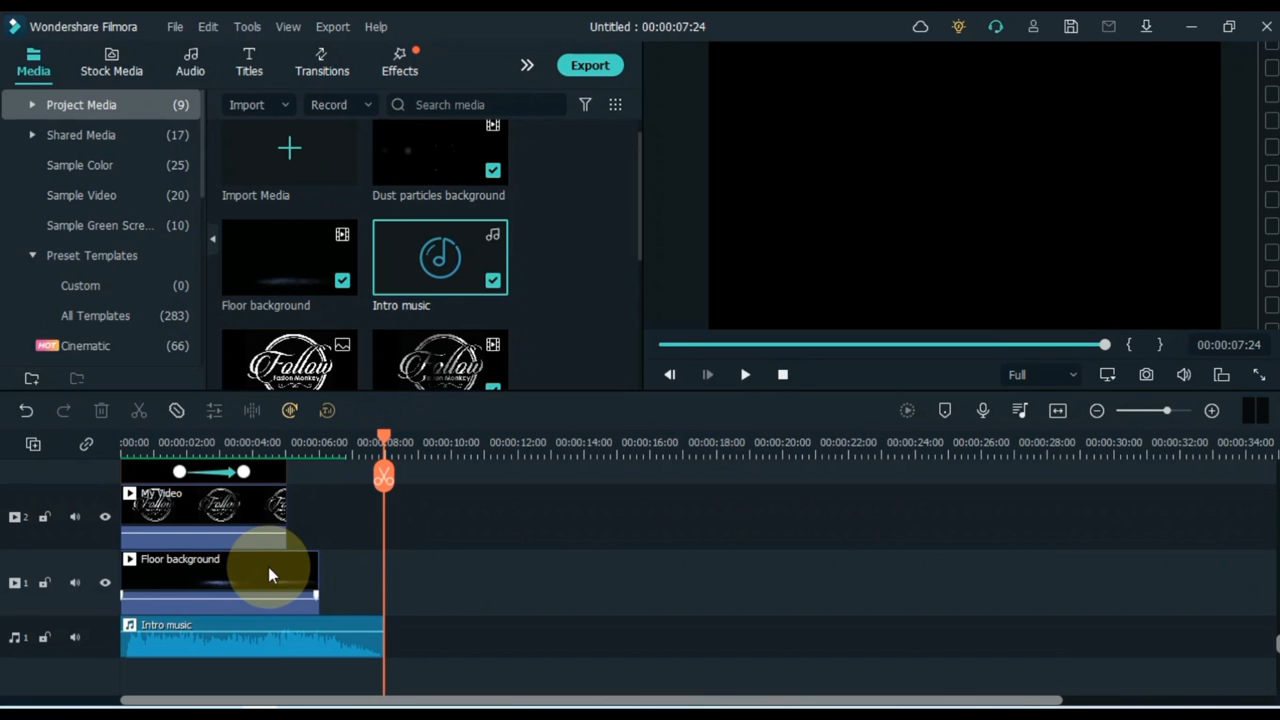 Wondershare Filmora
File Edit Tools View Export Help
Untitled : 00:00:07:24
Media
Stock Media
Audio
Titles
Transitions
Effects
Export
Project Media (9)
Import
Record
Search media
Shared Media (17)
Sample Color (25)
Sample Video (20)
Sample Green Scre... (10)
Preset Templates
Custom (0)
All Templates (283)
HOT Cinematic (66)
Import Media
Dust particles background
Floor background
Intro music
Follow
Fasion Monkey
Follow
Fasion Monkey
00:00:07:24
Full
:00:00 00:00:02:00 00:00:04:00 00:00:06:00 00:00:08:00 00:00:10:00 00:00:12:00 00:00:14:00 00:00:16:00 00:00:18:00 00:00:20:00 00:00:22:00 00:00:24:00 00:00:26:00 00:00:28:00 00:00:30:00 00:00:32:00 00:00:34:00
2
My video
1
Floor background
1
Intro music